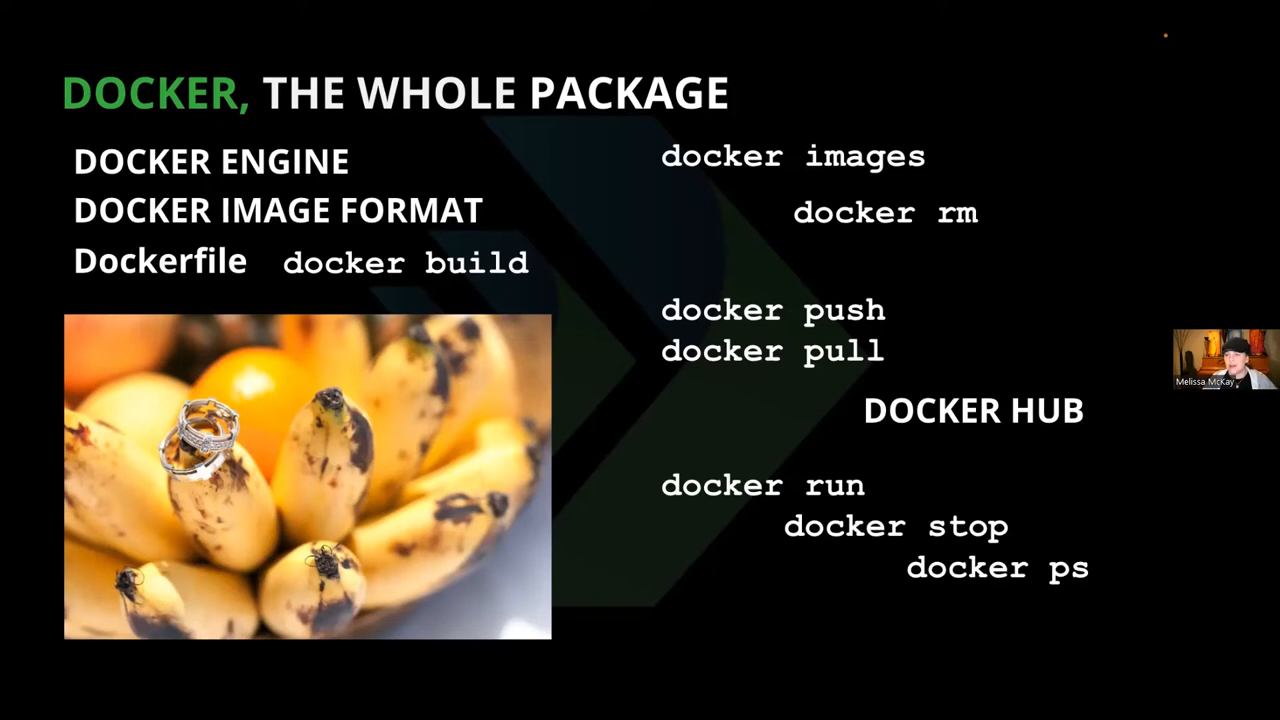 DOCKER, THE WHOLE PACKAGE
DOCKER ENGINE
DOCKER IMAGE FORMAT
Dockerfile docker build
docker images
docker rm
docker push
docker pull
DOCKER HUB
docker run
docker stop
docker ps
Melissa McKay